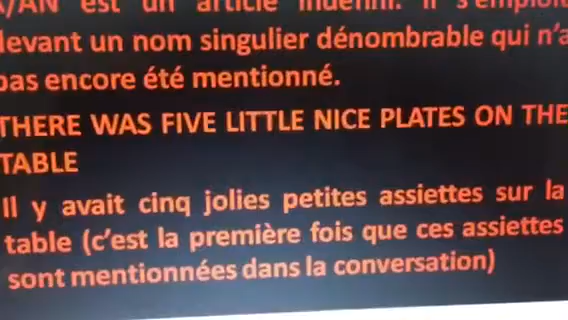 A/AN est un article indéfini. Il s'emploie
devant un nom singulier dénombrable qui n'a
pas encore été mentionné.
THERE WAS FIVE LITTLE NICE PLATES ON THE
TABLE
Il y avait cinq jolies petites assiettes sur la
table (c'est la première fois que ces assiettes
sont mentionnées dans la conversation)